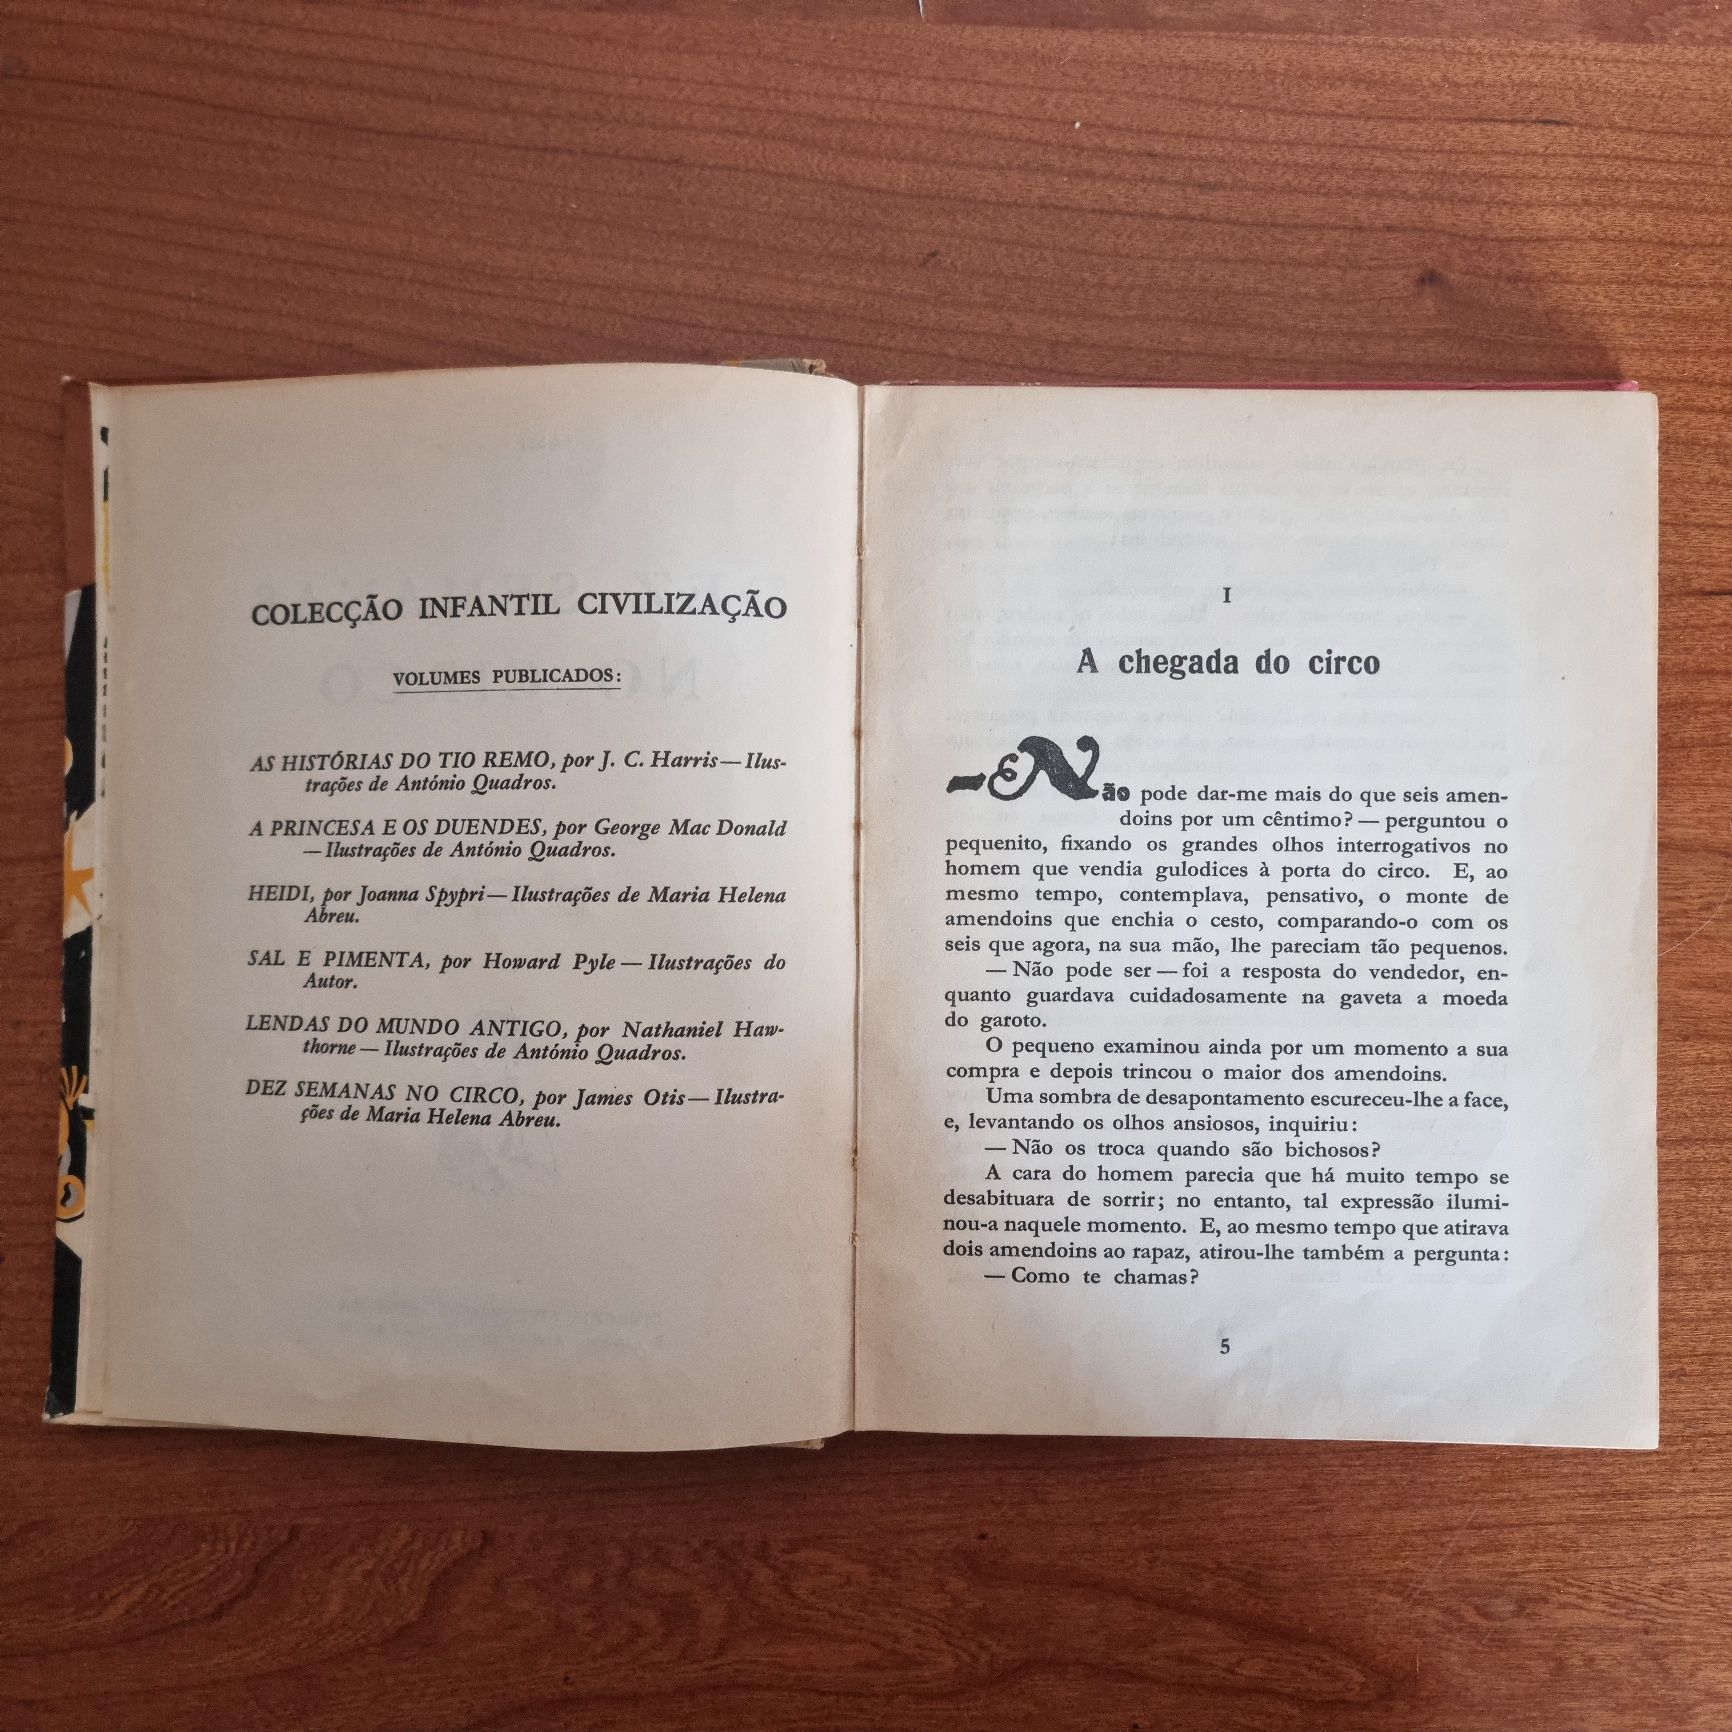 COLECÇÃO INFANTIL CIVILIZAÇÃO
VOLUMES PUBLICADOS:
AS HISTÓRIAS DO TIO REMO, por J. C. Harris — Ilus-
trações de António Quadros.
A PRINCESA E OS DUENDES, por George Mac Donald
— Ilustrações de António Quadros.
HEIDI, por Joanna Spypri — Ilustrações de Maria Helena
Abreu.
SAL E PIMENTA, por Howard Pyle — Ilustrações do
Autor.
LENDAS DO MUNDO ANTIGO, por Nathaniel Haw-
thorne — Ilustrações de António Quadros.
DEZ SEMANAS NO CIRCO, por James Otis — Ilustra-
ções de Maria Helena Abreu.
I
A chegada do circo
— Não pode dar-me mais do que seis amen-
doins por um cêntimo? — perguntou o
pequenito, fixando os grandes olhos interrogativos no
homem que vendia gulodices à porta do circo. E, ao
mesmo tempo, contemplava, pensativo, o monte de
amendoins que enchia o cesto, comparando-o com os
seis que agora, na sua mão, lhe pareciam tão pequenos.
— Não pode ser — foi a resposta do vendedor, en-
quanto guardava cuidadosamente na gaveta a moeda
do garoto.
O pequeno examinou ainda por um momento a sua
compra e depois trincou o maior dos amendoins.
Uma sombra de desapontamento escureceu-lhe a face,
e, levantando os olhos ansiosos, inquiriu:
— Não os troca quando são bichosos?
A cara do homem parecia que há muito tempo se
desabituara de sorrir; no entanto, tal expressão ilumi-
nou-a naquele momento. E, ao mesmo tempo que atirava
dois amendoins ao rapaz, atirou-lhe também a pergunta:
— Como te chamas?
5